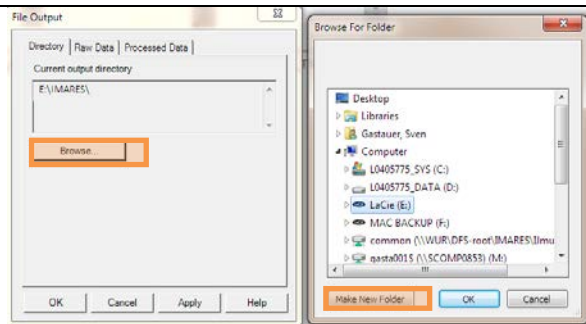 File Output
Directory
Raw Data
Processed Data
Current output directory
E:\IMARES\
Browse...
OK
Cancel
Apply
Help
Browse For Folder
Desktop
Libraries
Gastauer, Sven
Computer
L0405775_SYS (C:)
L0405775_DATA (D:)
LaCie (E:)
MAC BACKUP (F:)
common (\\WUR\DFS-root\IMARES\IJmu
gasta001$ (\\SCOMP0853) (M:)
Make New Folder
OK
Cancel